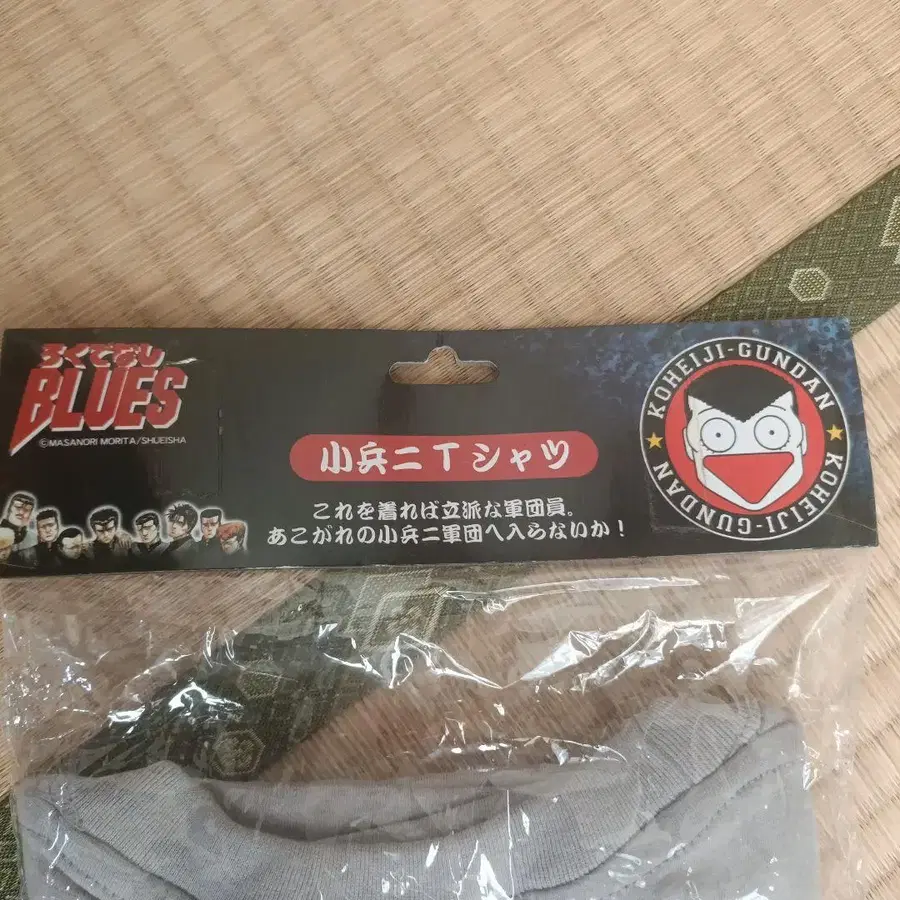 ろくでなし
BLUES
©MASANORI MORITA/SHUEISHA
小兵二Tシャツ
これを着れば立派な軍団員。
あこがれの小兵二軍団へ入らないか！
KOHEIJI-GUNDAN
KOHEIJI-GUNDAN